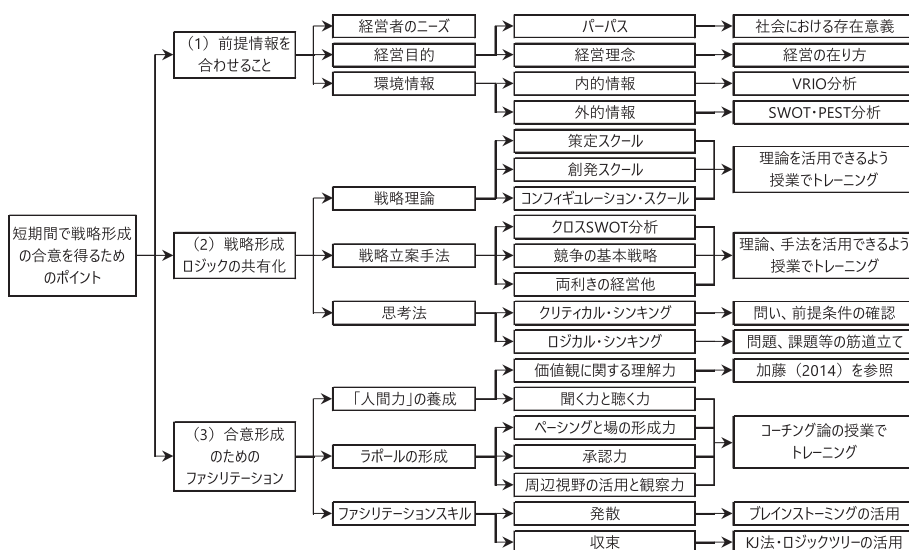 短期間で戦略形成
の合意を得るため
のポイント
（1）前提情報を
合わせること
経営者のニーズ
経営目的
パーパス
社会における存在意義
経営理念
経営の在り方
環境情報
内的情報
VRIO分析
外的情報
SWOT・PEST分析
（2）戦略形成
ロジックの共有化
戦略理論
策定スクール
創発スクール
コンフィギュレーション・スクール
理論を活用できるよう
授業でトレーニング
戦略立案手法
クロスSWOT分析
競争の基本戦略
両利きの経営他
理論、手法を活用できるよう
授業でトレーニング
思考法
クリティカル・シンキング
問い、前提条件の確認
ロジカル・シンキング
問題、課題等の筋道立て
（3）合意形成
のための
ファシリテーション
「人間力」の養成
価値観に関する理解力
加藤（2014）を参照
聞く力と聴く力
ラポールの形成
ペーシングと場の形成力
承認力
周辺視野の活用と観察力
コーチング論の授業で
トレーニング
ファシリテーションスキル
発散
ブレインストーミングの活用
収束
KJ法・ロジックツリーの活用